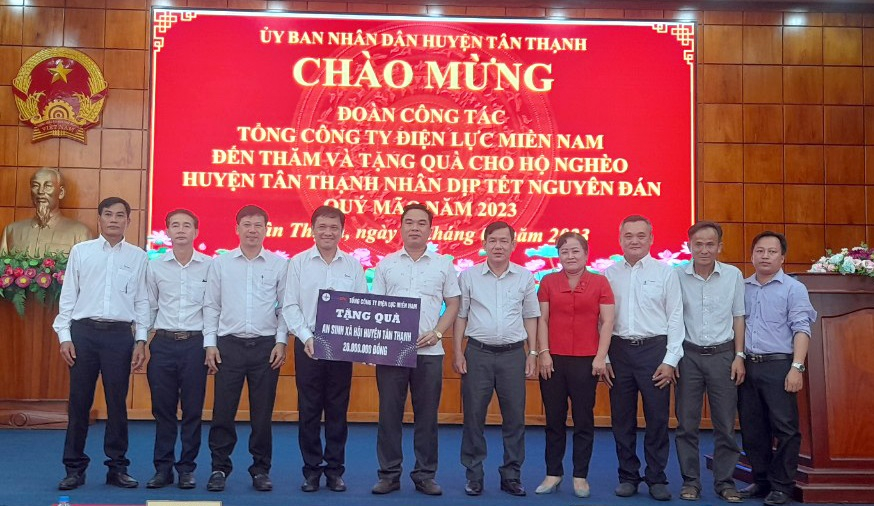 ỦY BAN NHÂN DÂN HUYỆN TÂN THẠNH
CHÀO MỪNG
ĐOÀN CÔNG TÁC
TỔNG CÔNG TY ĐIỆN LỰC MIỀN NAM
ĐẾN THĂM VÀ TẶNG QUÀ CHO HỘ NGHÈO
HUYỆN TÂN THẠNH NHÂN DỊP TẾT NGUYÊN ĐÁN
QUÝ MÃO NĂM 2023
ngày
VIỆT NAM
TỔNG CÔNG TY ĐIỆN LỰC MIỀN NAM
TẶNG QUÀ
AN SINH XÃ HỘI HUYỆN TÂN THẠNH
20.000.000 ĐỒNG